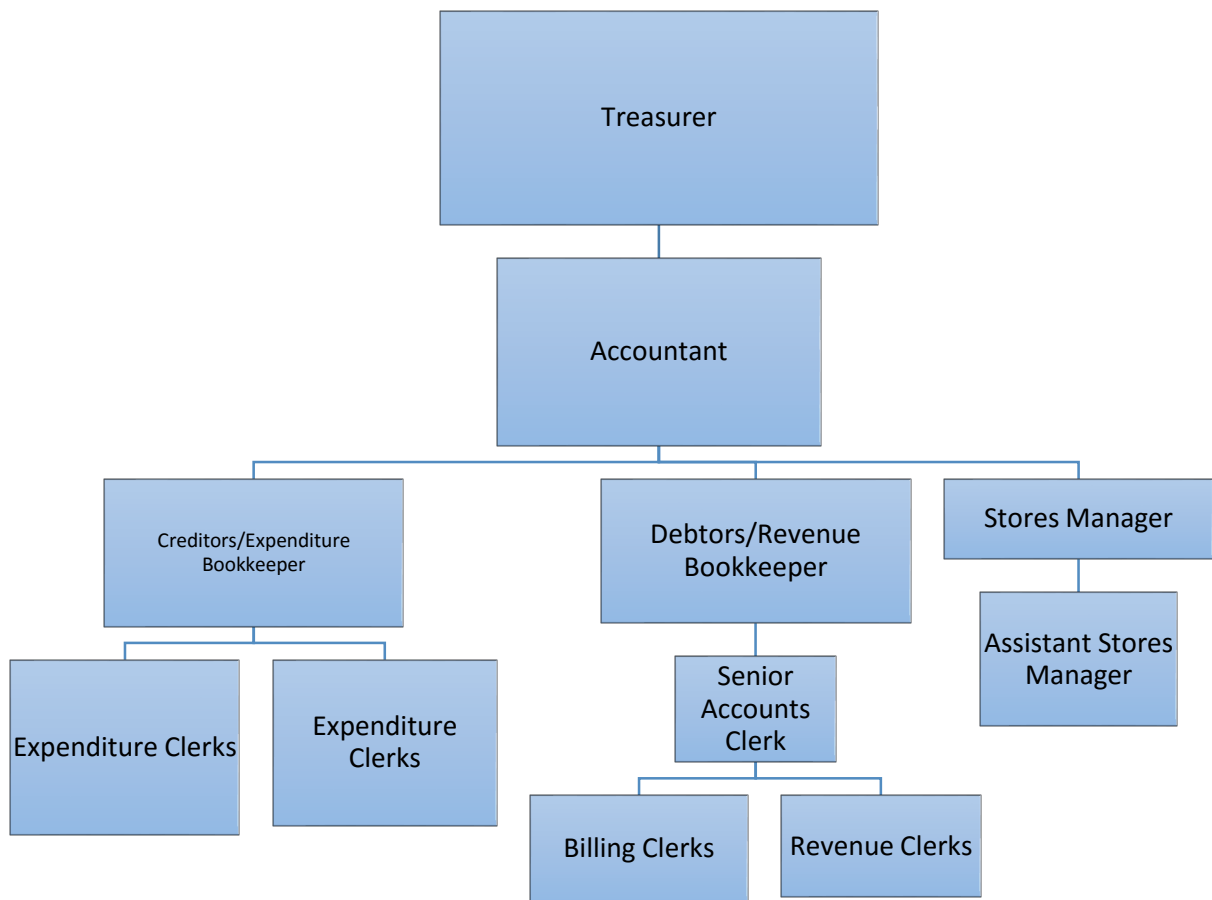 Treasurer
Accountant
Creditors/Expenditure
Bookkeeper
Debtors/Revenue
Bookkeeper
Stores Manager
Expenditure Clerks
Expenditure
Clerks
Senior
Accounts
Clerk
Assistant Stores
Manager
Billing Clerks
Revenue Clerks